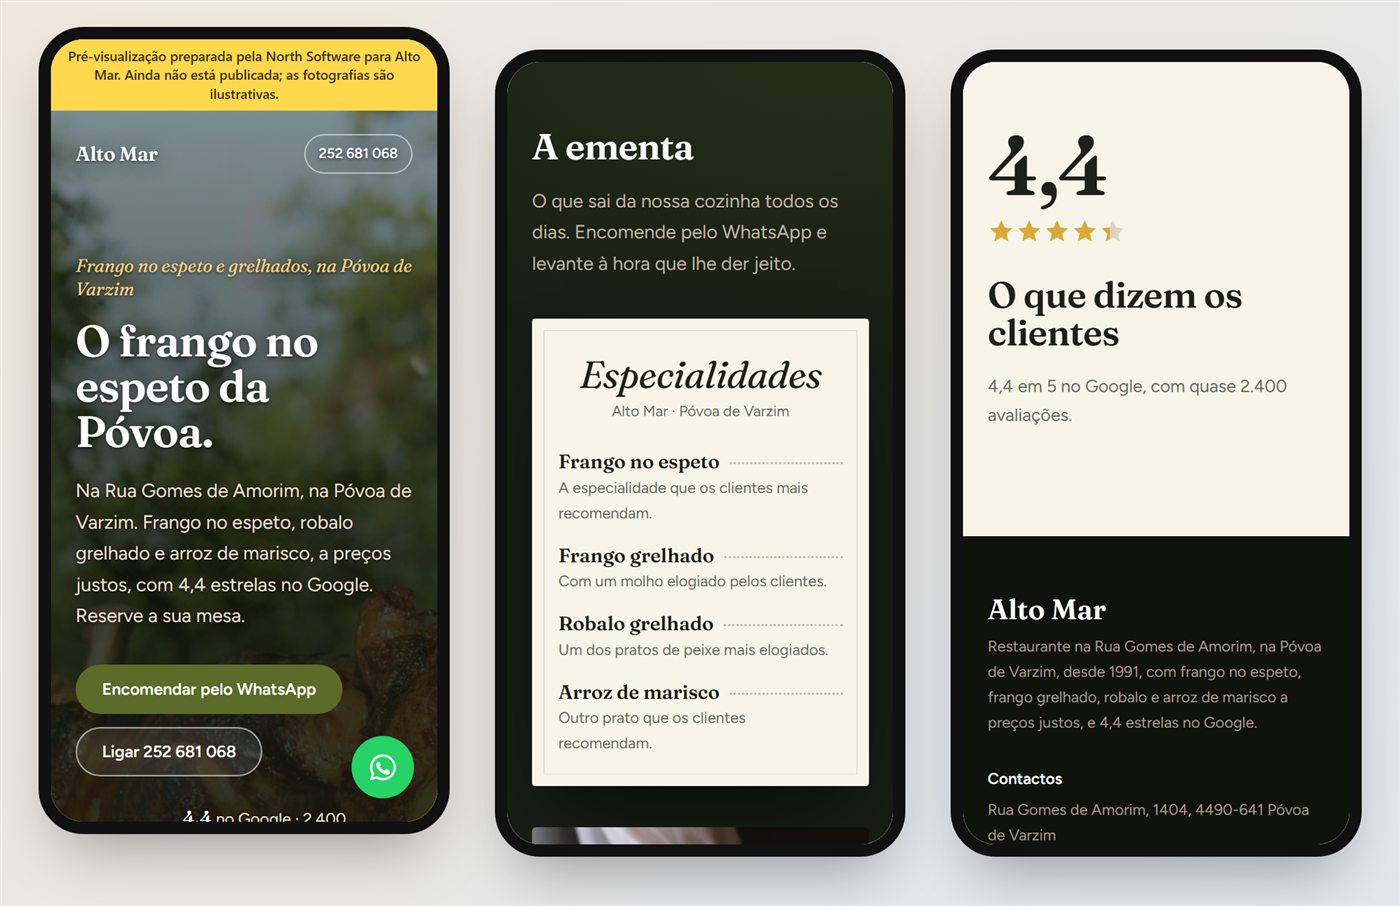 Pré-visualização preparada pela North Software para Alto
Mar. Ainda não está publicada; as fotografias são
ilustrativas.
Alto Mar
252 681 068
Frango no espeto e grelhados, na Póvoa de
Varzim
O frango no
espeto da
Póvoa.
Na Rua Gomes de Amorim, na Póvoa de
Varzim. Frango no espeto, robalo
grelhado e arroz de marisco, a preços
justos, com 4,4 estrelas no Google.
Reserve a sua mesa.
Encomendar pelo WhatsApp
Ligar 252 681 068
4,4 no Google · 2.400
A ementa
O que sai da nossa cozinha todos os
dias. Encomende pelo WhatsApp e
levante à hora que lhe der jeito.
Especialidades
Alto Mar · Póvoa de Varzim
Frango no espeto
A especialidade que os clientes mais
recomendam.
Frango grelhado
Com um molho elogiado pelos clientes.
Robalo grelhado
Um dos pratos de peixe mais elogiados.
Arroz de marisco
Outro prato que os clientes
recomendam.
4,4
O que dizem os
clientes
4,4 em 5 no Google, com quase 2.400
avaliações.
Alto Mar
Restaurante na Rua Gomes de Amorim, na Póvoa
de Varzim, desde 1991, com frango no espeto,
frango grelhado, robalo e arroz de marisco a
preços justos, e 4,4 estrelas no Google.
Contactos
Rua Gomes de Amorim, 1404, 4490-641 Póvoa
de Varzim